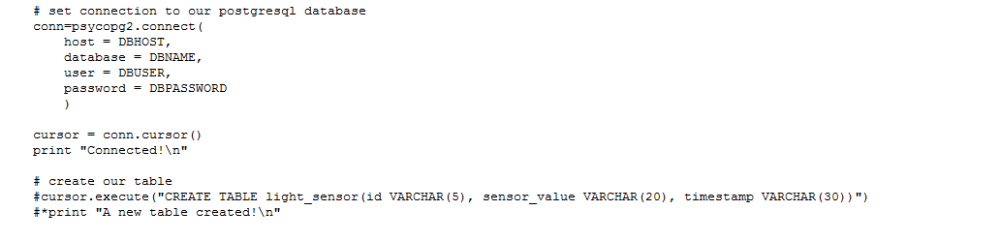 # set connection to our postgresql database
conn=psycopg2.connect(
    host = DBHOST,
    database = DBNAME,
    user = DBUSER,
    password = DBPASSWORD
    )
cursor = conn.cursor()
print "Connected!\n"
# create our table
#cursor.execute("CREATE TABLE light_sensor(id VARCHAR(5), sensor_value VARCHAR(20), timestamp VARCHAR(30))")
#*print "A new table created!\n"